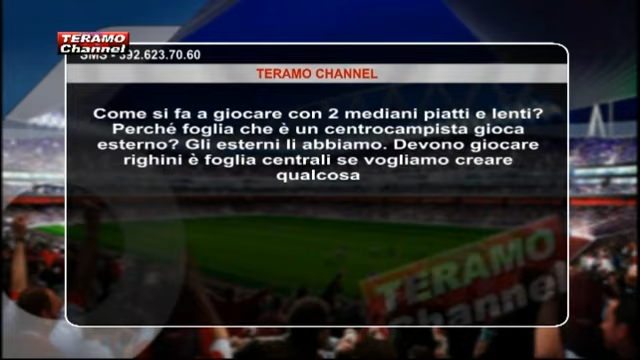 TERAMO
Channel
SMS - 392.623.70.60
TERAMO CHANNEL
Come si fa a giocare con 2 mediani piatti e lenti?
Perché foglia che è un centrocampista gioca
esterno? Gli esterni li abbiamo. Devono giocare
righini è foglia centrali se vogliamo creare
qualcosa
TERAMO
Channel